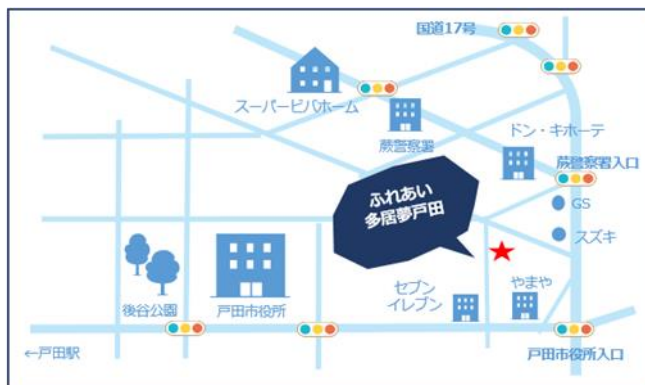 国道17号
スーパービバホーム
蕨警察署
ドン・キホーテ
蕨警察署入口
ふれあい
多居夢戸田
GS
スズキ
セブン
イレブン
やまや
後谷公園
戸田市役所
←戸田駅
戸田市役所入口